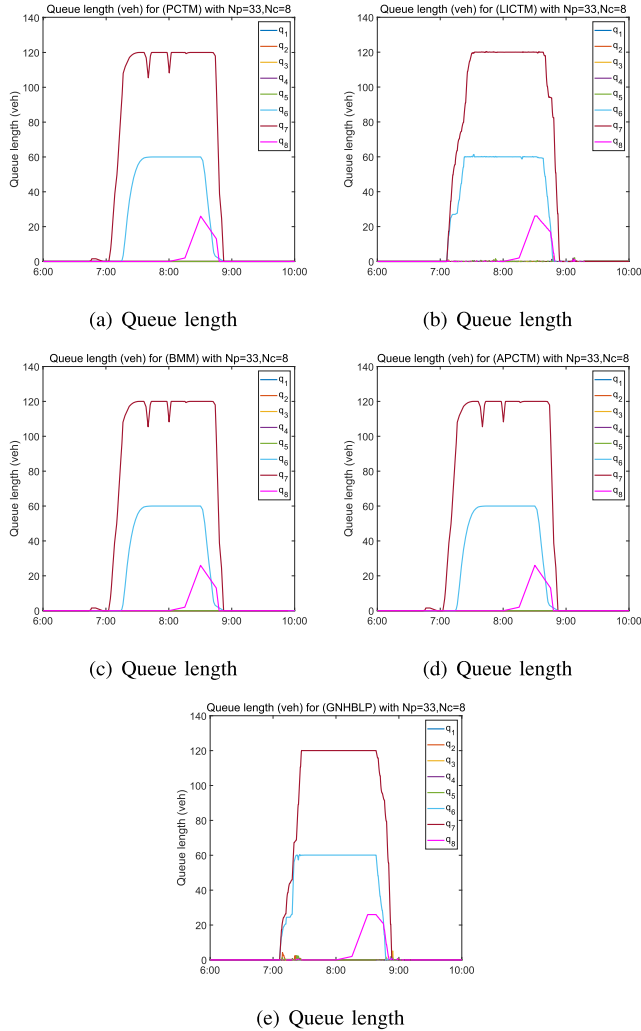 Queue length (veh) for (PCTM) with Np=33,Nc=8
Queue length (veh)
140
120
100
80
60
40
20
0
6:00 7:00 8:00 9:00 10:00
q1
q2
q3
q4
q5
q6
q7
q8
(a) Queue length
Queue length (veh) for (LICTM) with Np=33,Nc=8
Queue length (veh)
140
120
100
80
60
40
20
0
6:00 7:00 8:00 9:00 10:00
q1
q2
q3
q4
q5
q6
q7
q8
(b) Queue length
Queue length (veh) for (BMM) with Np=33,Nc=8
Queue length (veh)
140
120
100
80
60
40
20
0
6:00 7:00 8:00 9:00 10:00
q1
q2
q3
q4
q5
q6
q7
q8
(c) Queue length
Queue length (veh) for (APCTM) with Np=33,Nc=8
Queue length (veh)
140
120
100
80
60
40
20
0
6:00 7:00 8:00 9:00 10:00
q1
q2
q3
q4
q5
q6
q7
q8
(d) Queue length
Queue length (veh) for (GNHBLP) with Np=33,Nc=8
Queue length (veh)
140
120
100
80
60
40
20
0
6:00 7:00 8:00 9:00 10:00
q1
q2
q3
q4
q5
q6
q7
q8
(e) Queue length